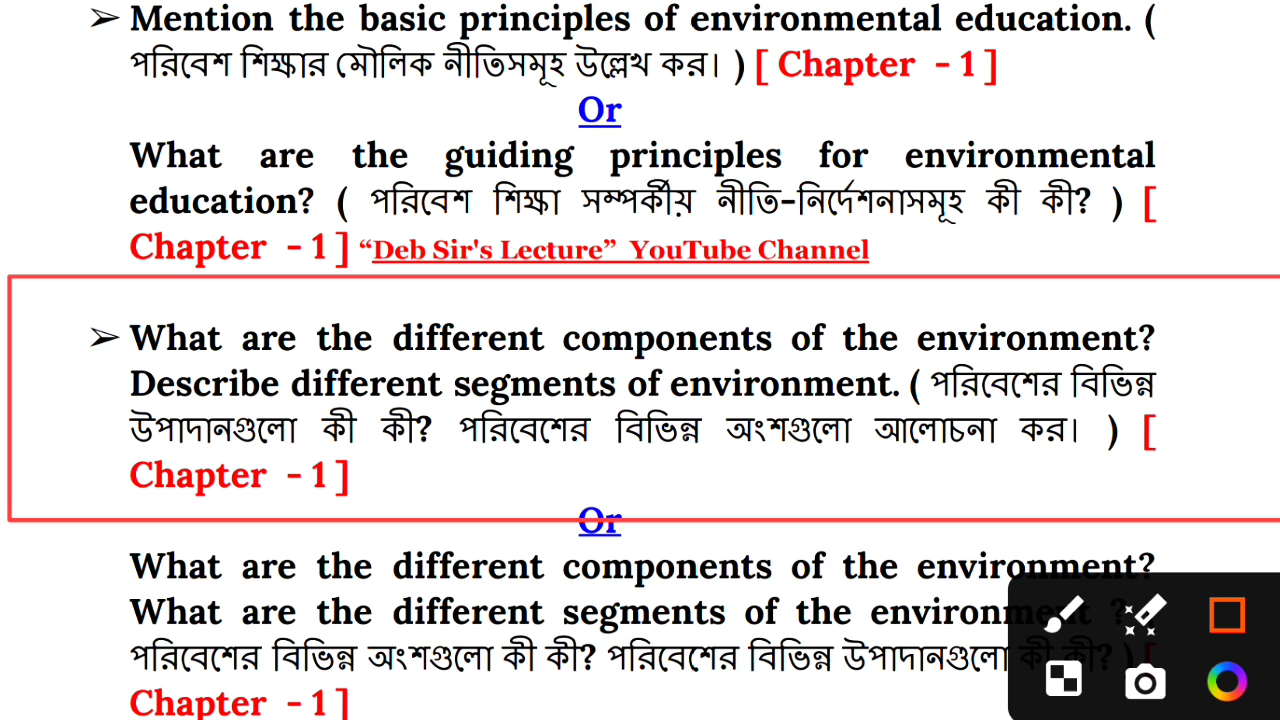 ➢ Mention the basic principles of environmental education. (
পরিবেশ শিক্ষার মৌলিক নীতিসমূহ উল্লেখ কর। ) [ Chapter - 1 ]
Or
What are the guiding principles for environmental
education? ( পরিবেশ শিক্ষা সম্পর্কীয় নীতি-নির্দেশনাসমূহ কী কী? ) [
Chapter - 1 ] “Deb Sir's Lecture” YouTube Channel
➢ What are the different components of the environment?
Describe different segments of environment. ( পরিবেশের বিভিন্ন
উপাদানগুলো কী কী? পরিবেশের বিভিন্ন অংশগুলো আলোচনা কর। ) [
Chapter - 1 ]
Or
What are the different components of the environment?
What are the different segments of the environment ?
পরিবেশের বিভিন্ন অংশগুলো কী কী? পরিবেশের বিভিন্ন উপাদানগুলো কী কী? ) [
Chapter - 1 ]